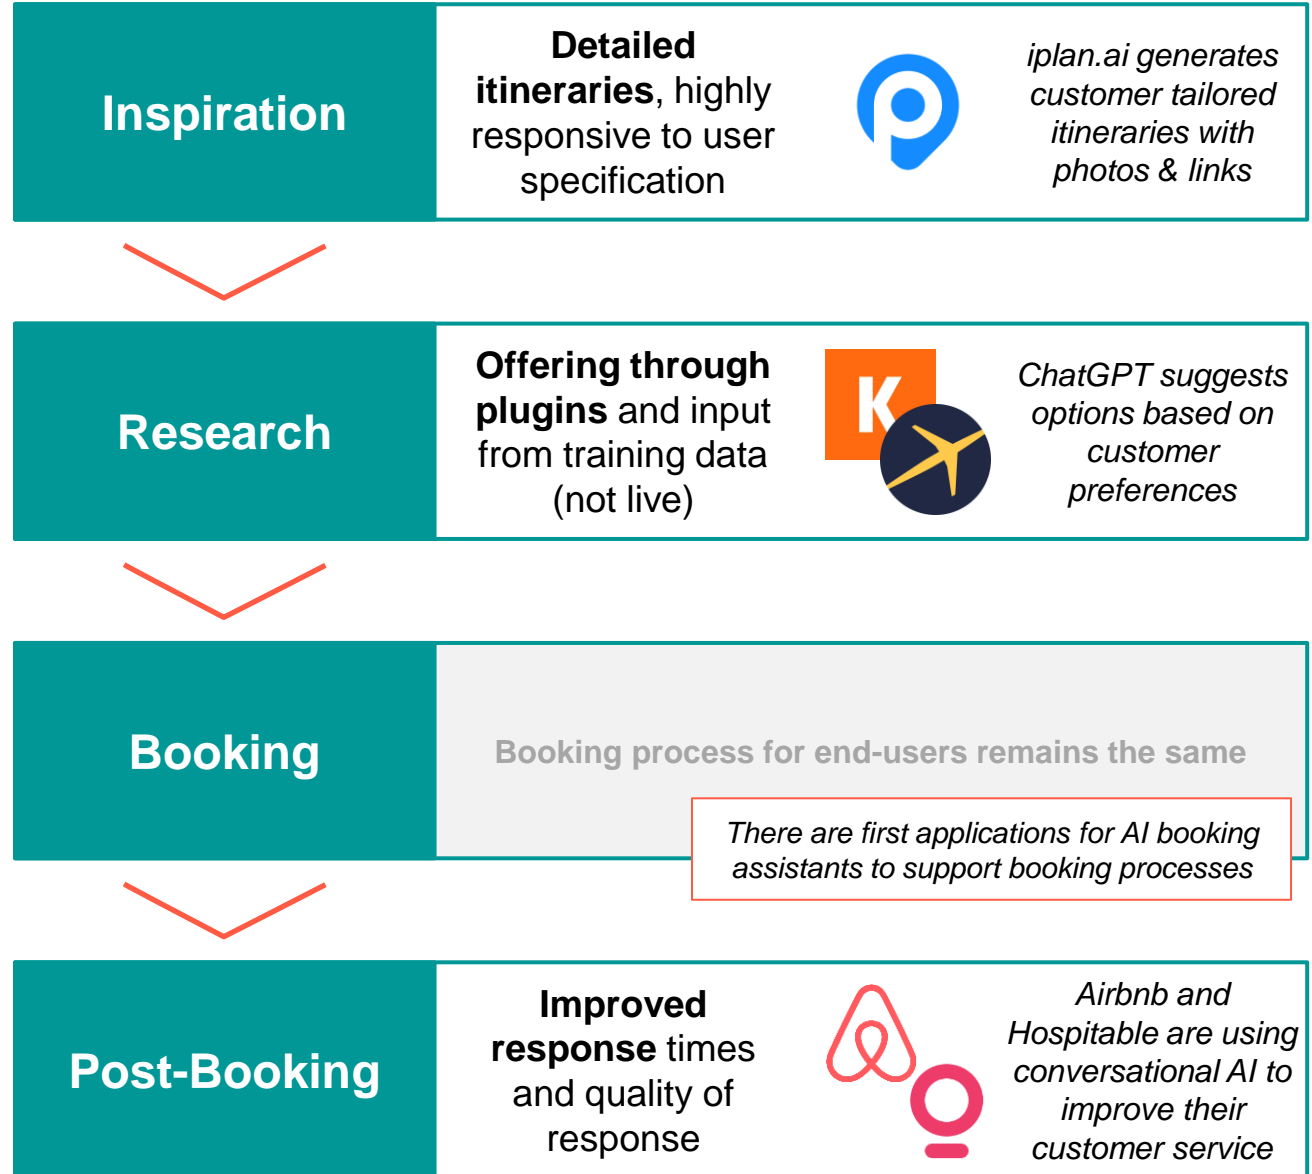 Inspiration
Detailed
itineraries, highly
responsive to user
specification
iplan.ai generates
customer tailored
itineraries with
photos & links
Research
Offering through
plugins and input
from training data
(not live)
K
ChatGPT suggests
options based on
customer
preferences
Booking
Booking process for end-users remains the same
There are first applications for AI booking
assistants to support booking processes
Post-Booking
Improved
response times
and quality of
response
Airbnb and
Hospitable are using
conversational AI to
improve their
customer service